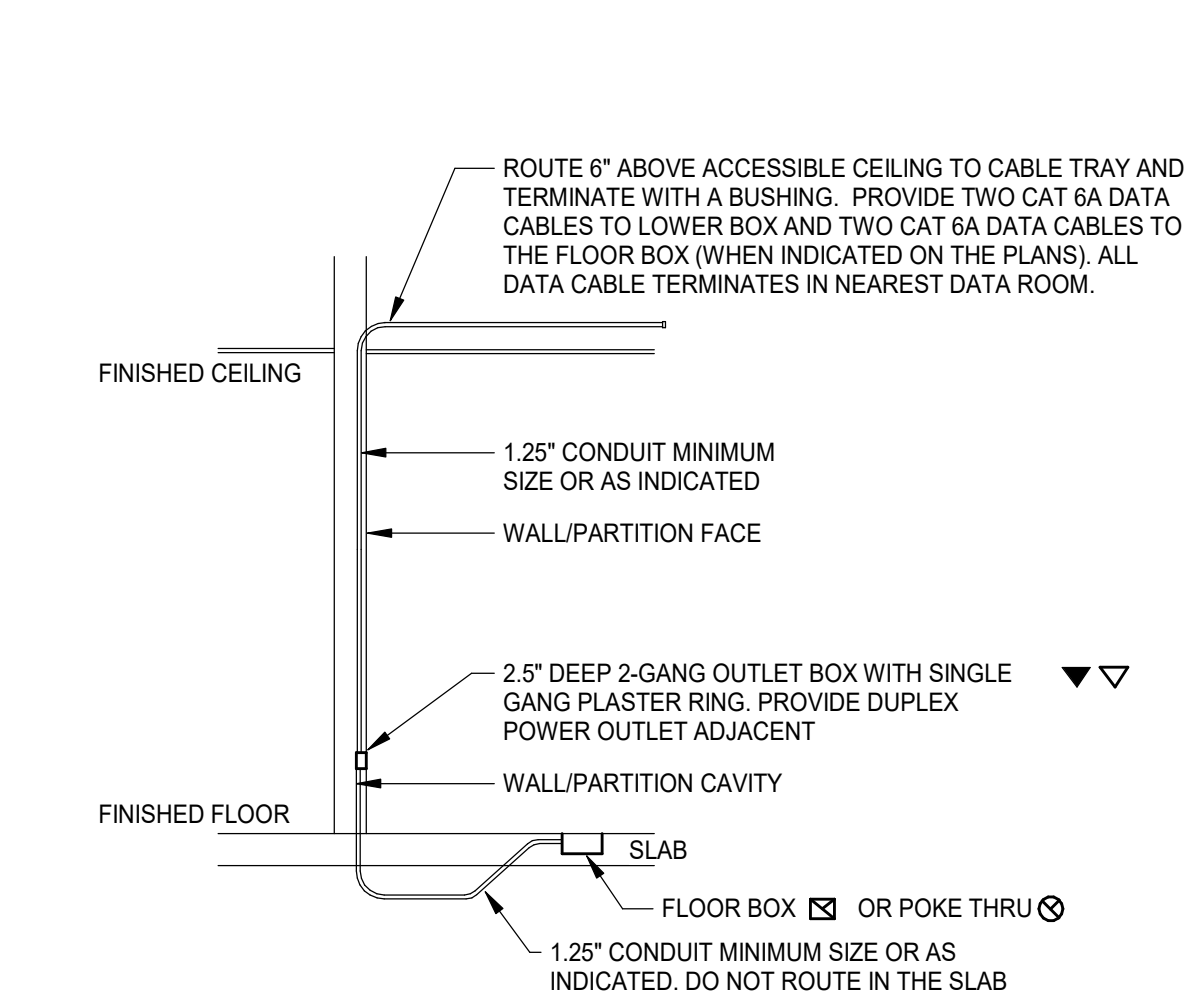 ROUTE 6" ABOVE ACCESSIBLE CEILING TO CABLE TRAY AND
TERMINATE WITH A BUSHING. PROVIDE TWO CAT 6A DATA
CABLES TO LOWER BOX AND TWO CAT 6A DATA CABLES TO
THE FLOOR BOX (WHEN INDICATED ON THE PLANS). ALL
DATA CABLE TERMINATES IN NEAREST DATA ROOM.
FINISHED CEILING
1.25" CONDUIT MINIMUM
SIZE OR AS INDICATED
WALL/PARTITION FACE
2.5" DEEP 2-GANG OUTLET BOX WITH SINGLE
GANG PLASTER RING. PROVIDE DUPLEX
POWER OUTLET ADJACENT
WALL/PARTITION CAVITY
FINISHED FLOOR
SLAB
FLOOR BOX OR POKE THRU
1.25" CONDUIT MINIMUM SIZE OR AS
INDICATED. DO NOT ROUTE IN THE SLAB